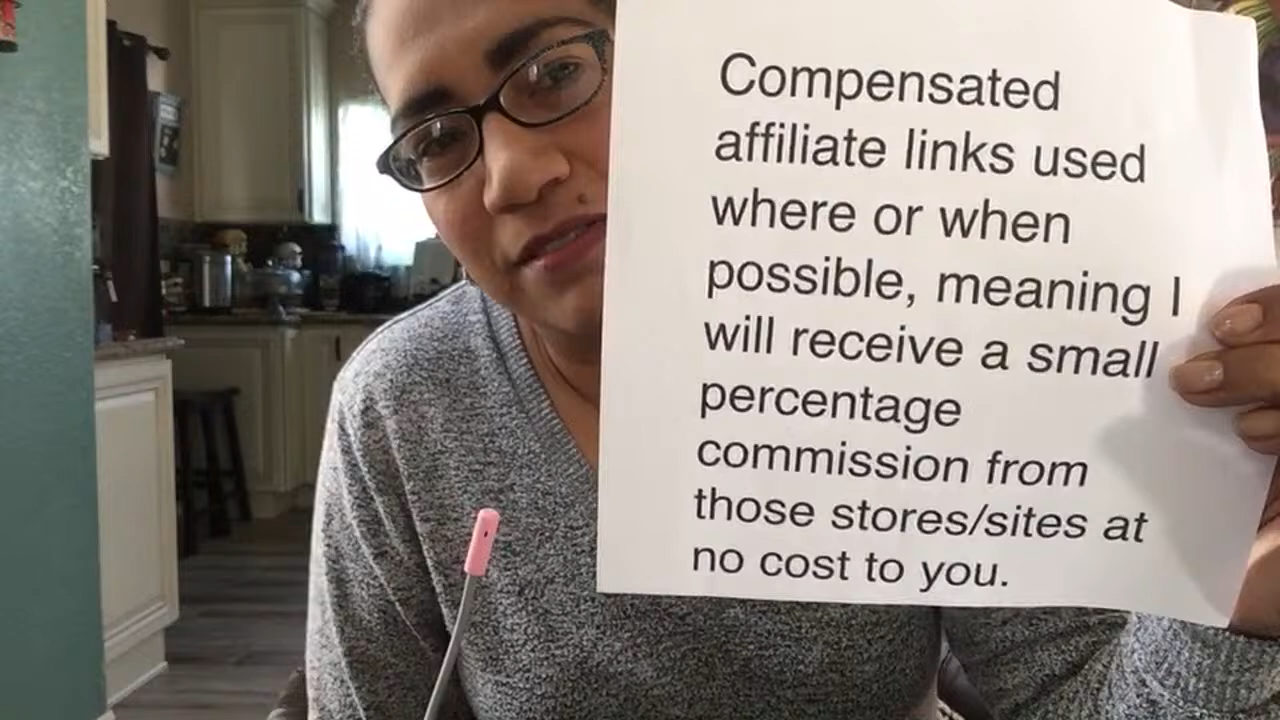 Compensated
affiliate links used
where or when
possible, meaning I
will receive a small
percentage
commission from
those stores/sites at
no cost to you.